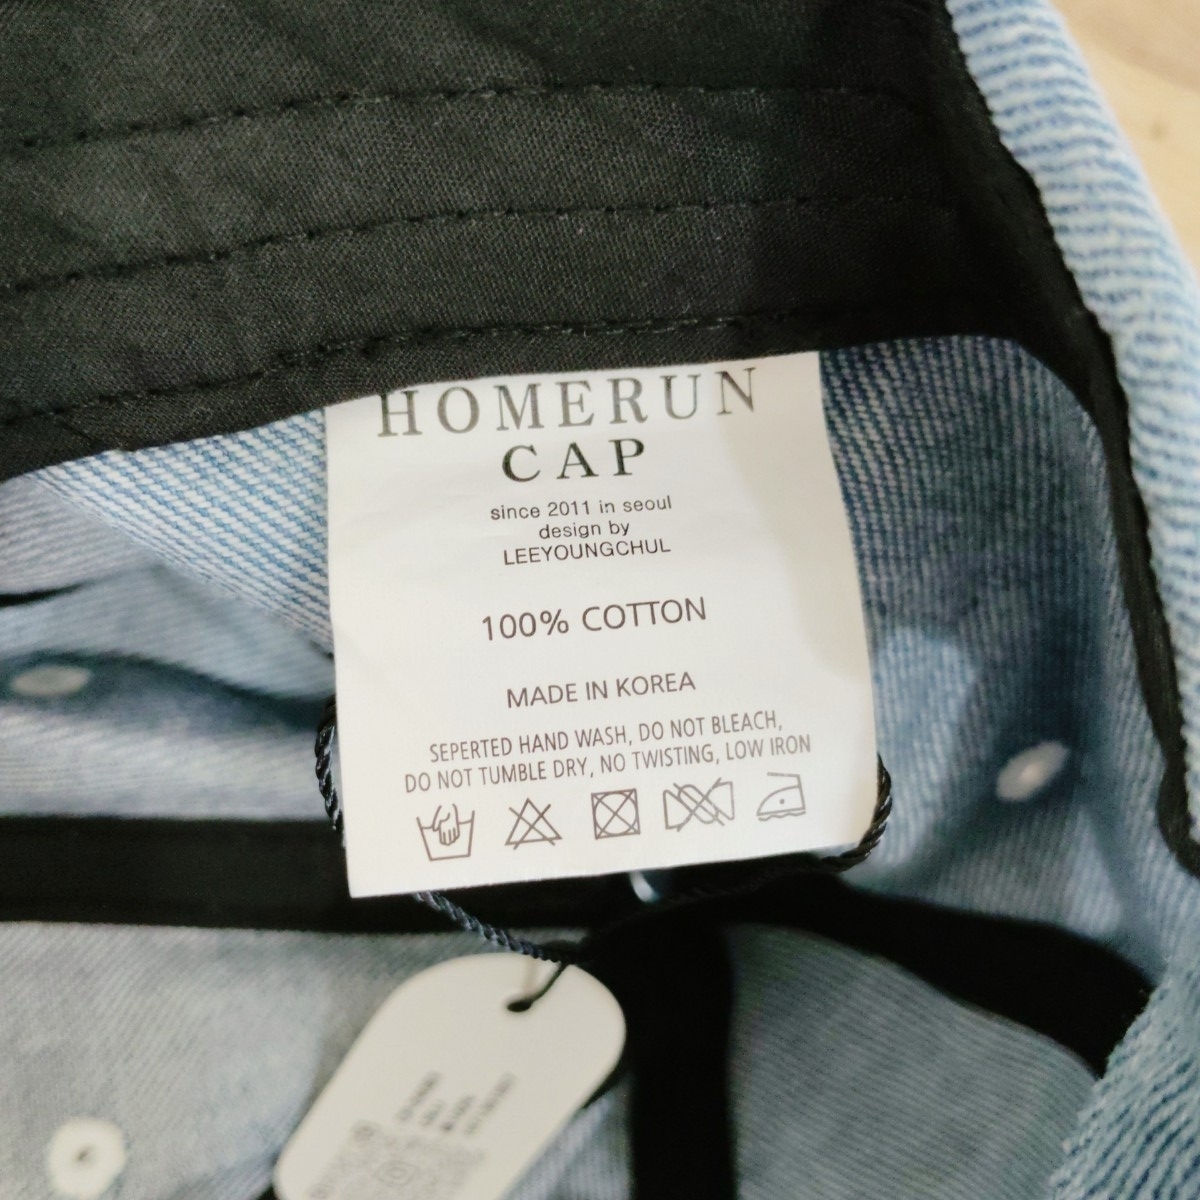 HOMERUN
CAP
since 2011 in seoul
design by
LEEYOUNGCHUL
100% COTTON
MADE IN KOREA
SEPERTED HAND WASH, DO NOT BLEACH,
DO NOT TUMBLE DRY, NO TWISTING, LOW IRON